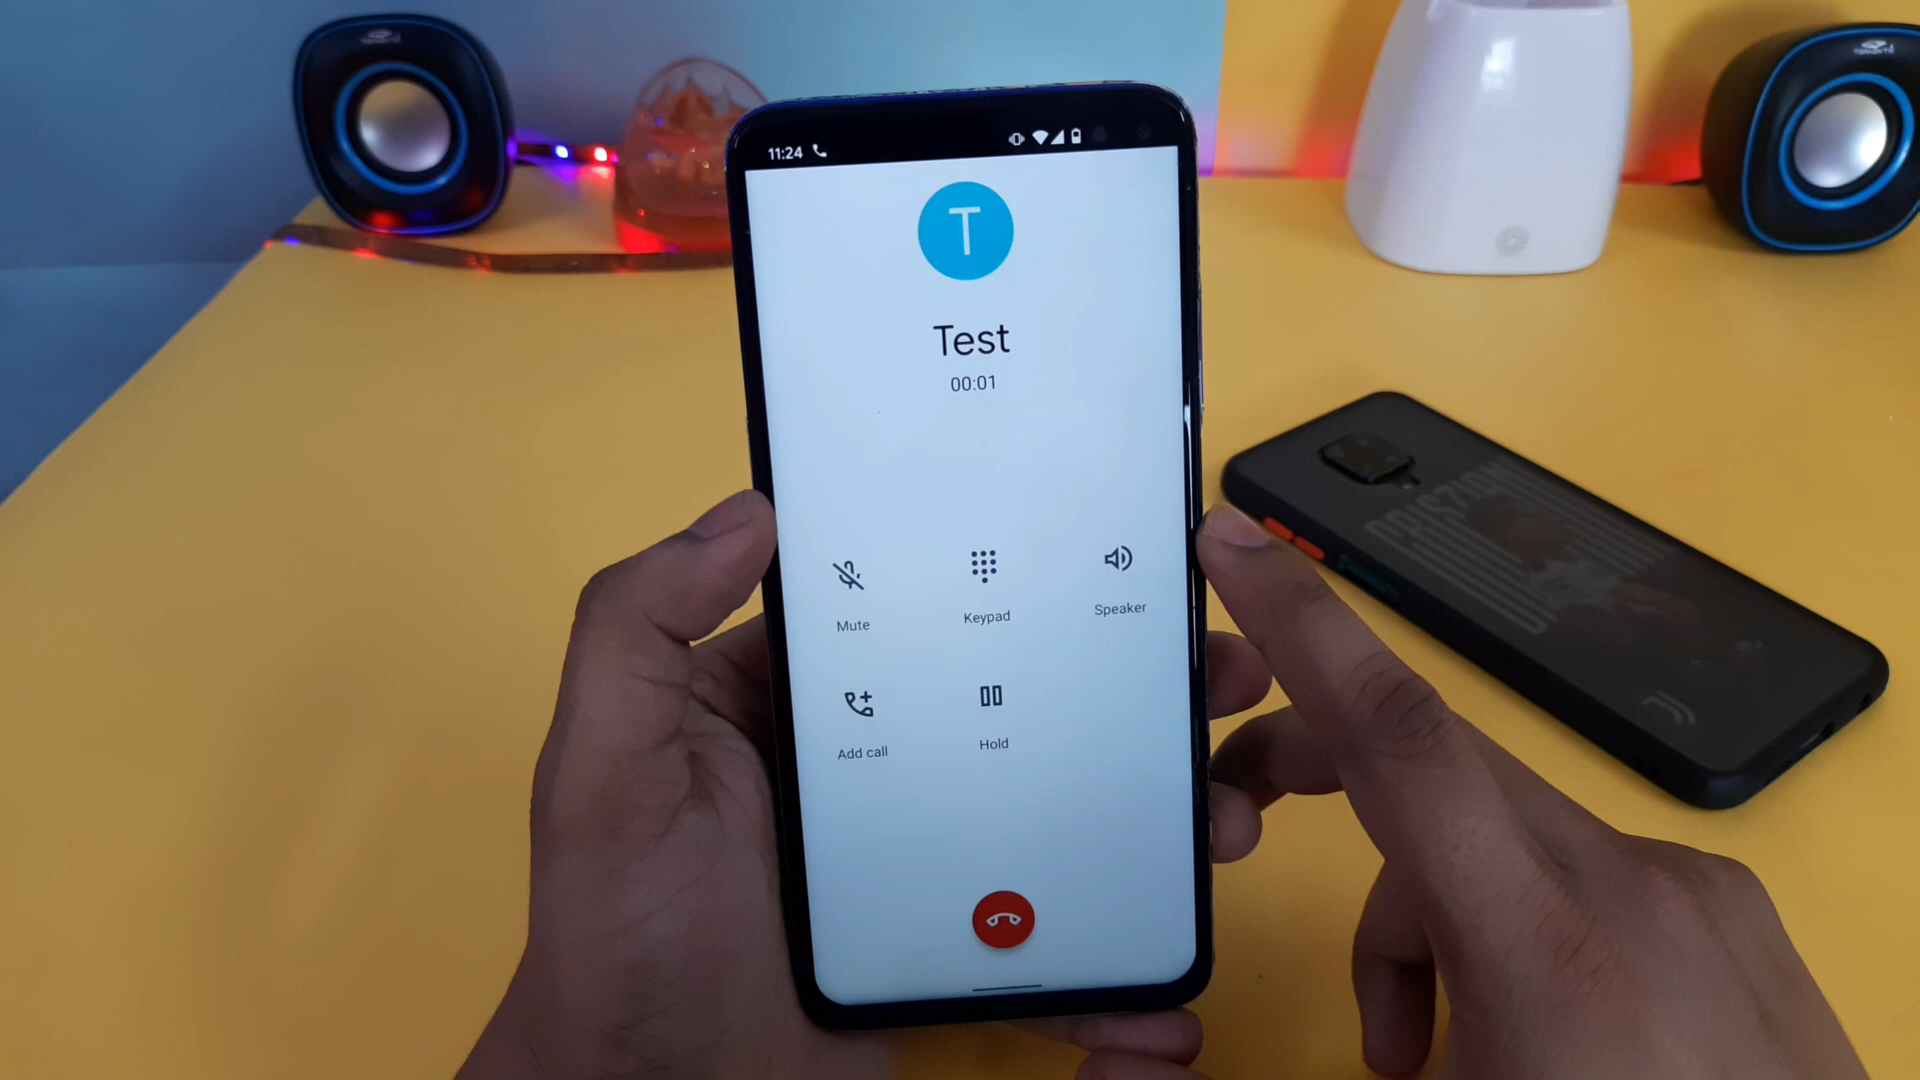 11:24
T
Test
00:01
Mute
Keypad
Speaker
Add call
Hold